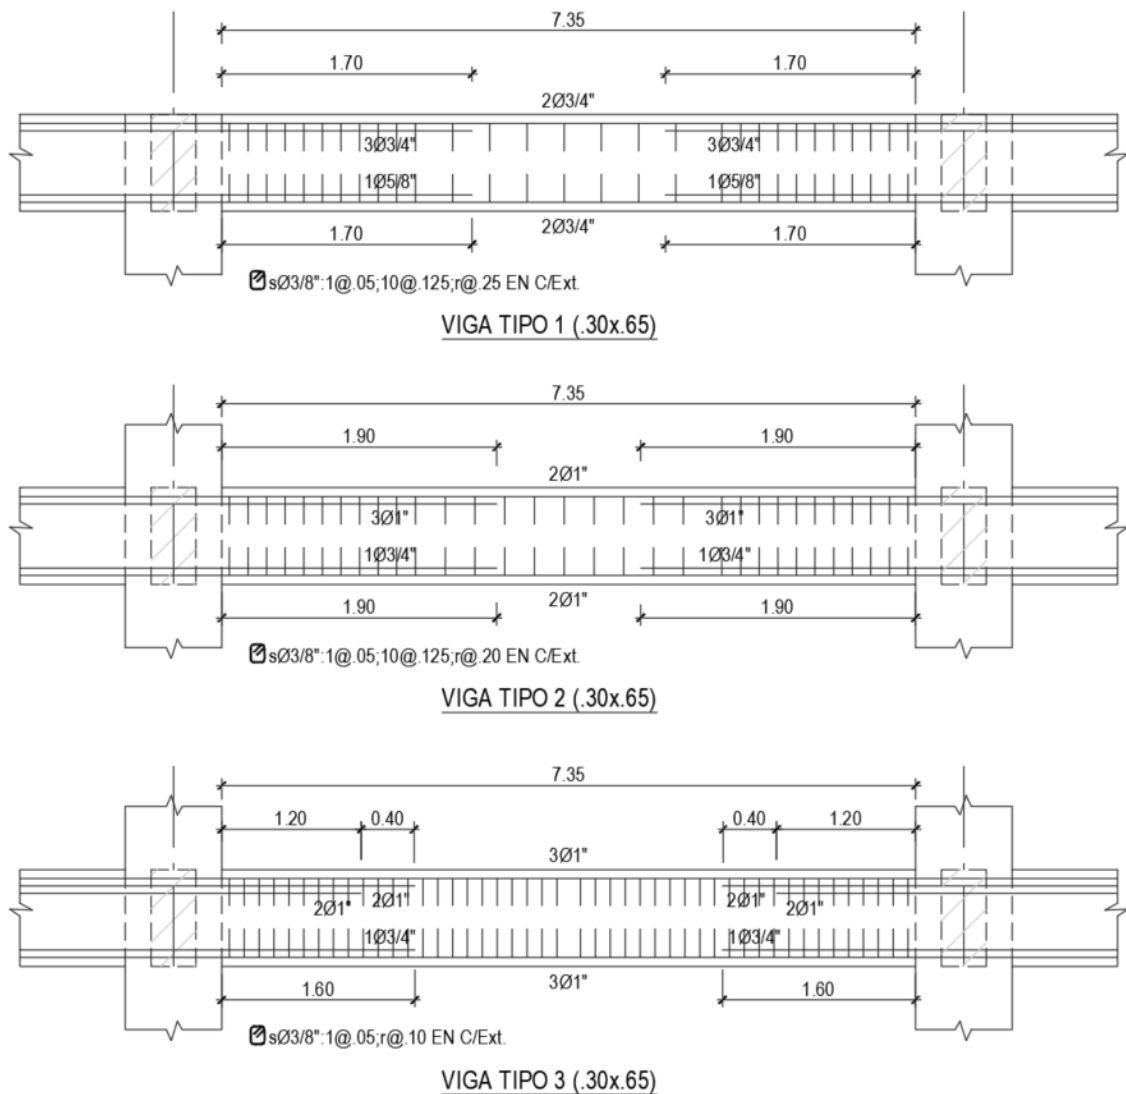 7.35
1.70 1.70
2Ø3/4"
3Ø3/4" 3Ø3/4"
1Ø5/8" 1Ø5/8"
2Ø3/4"
1.70 1.70
sØ3/8":1@.05;10@.125;r@.25 EN C/Ext.
VIGA TIPO 1 (.30x.65)
7.35
1.90 1.90
2Ø1"
3Ø1" 3Ø1"
1Ø3/4" 1Ø3/4"
2Ø1"
1.90 1.90
sØ3/8":1@.05;10@.125;r@.20 EN C/Ext.
VIGA TIPO 2 (.30x.65)
7.35
1.20 0.40 0.40 1.20
3Ø1"
2Ø1" 2Ø1" 2Ø1" 2Ø1"
1Ø3/4" 1Ø3/4"
3Ø1"
1.60 1.60
sØ3/8":1@.05;r@.10 EN C/Ext.
VIGA TIPO 3 (.30x.65)